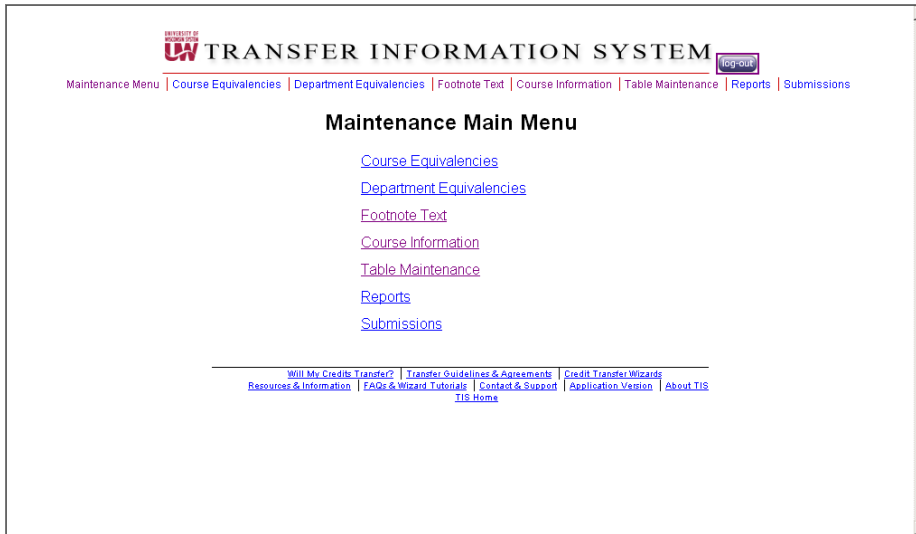 UNIVERSITY OF
WISCONSIN SYSTEM
UW TRANSFER INFORMATION SYSTEM
log-out
Maintenance Menu | Course Equivalencies | Department Equivalencies | Footnote Text | Course Information | Table Maintenance | Reports | Submissions
Maintenance Main Menu
Course Equivalencies
Department Equivalencies
Footnote Text
Course Information
Table Maintenance
Reports
Submissions
Will My Credits Transfer? | Transfer Guidelines & Agreements | Credit Transfer Wizards
Resources & Information | FAQs & Wizard Tutorials | Contact & Support | Application Version | About TIS
TIS Home